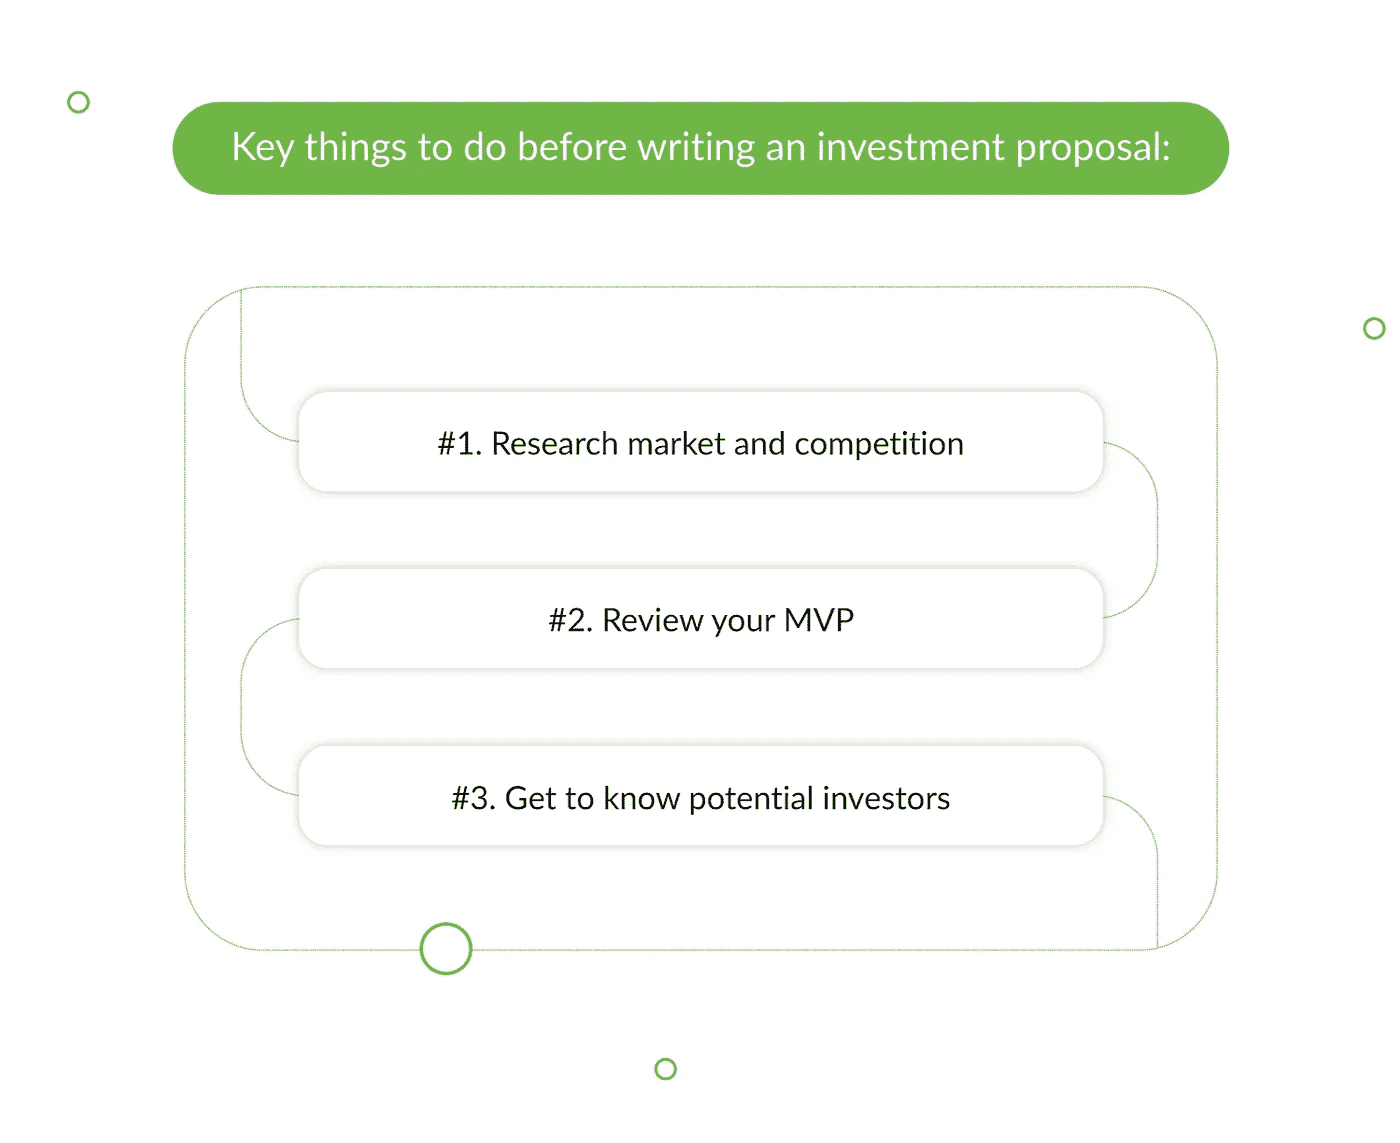 Key things to do before writing an investment proposal:
#1. Research market and competition
#2. Review your MVP
#3. Get to know potential investors